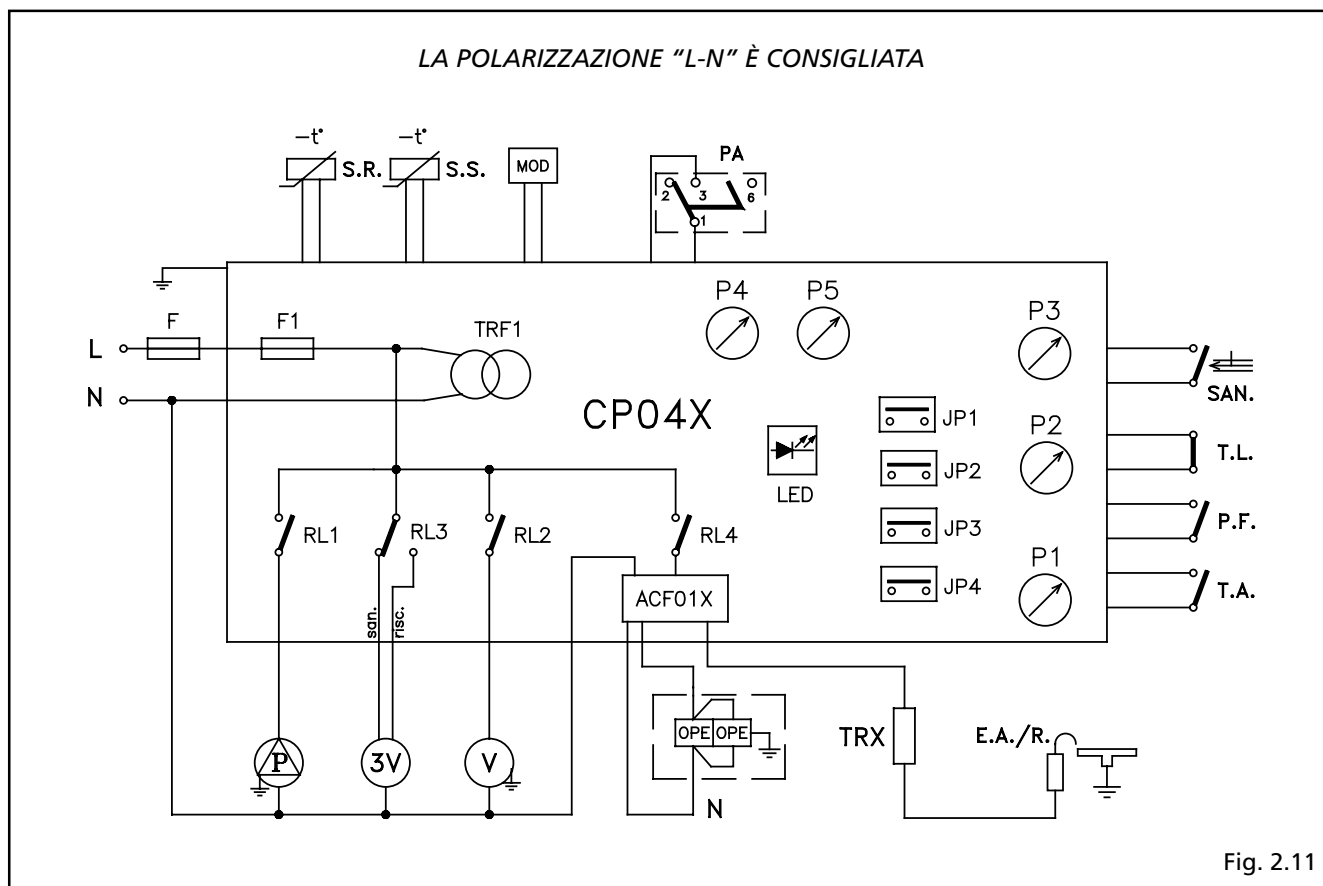 LA POLARIZZAZIONE “L-N” È CONSIGLIATA
−t°
S.R.
−t°
S.S.
MOD
PA
2
3
6
1
P4
P5
P3
F
F1
TRF1
L
N
CP04X
SAN.
JP1
P2
T.L.
LED
JP2
RL1
RL3
RL2
RL4
JP3
P.F.
P1
ACF01X
JP4
T.A.
san.
risc.
P
3V
V
OPE
OPE
TRX
E.A./R.
N
Fig. 2.11